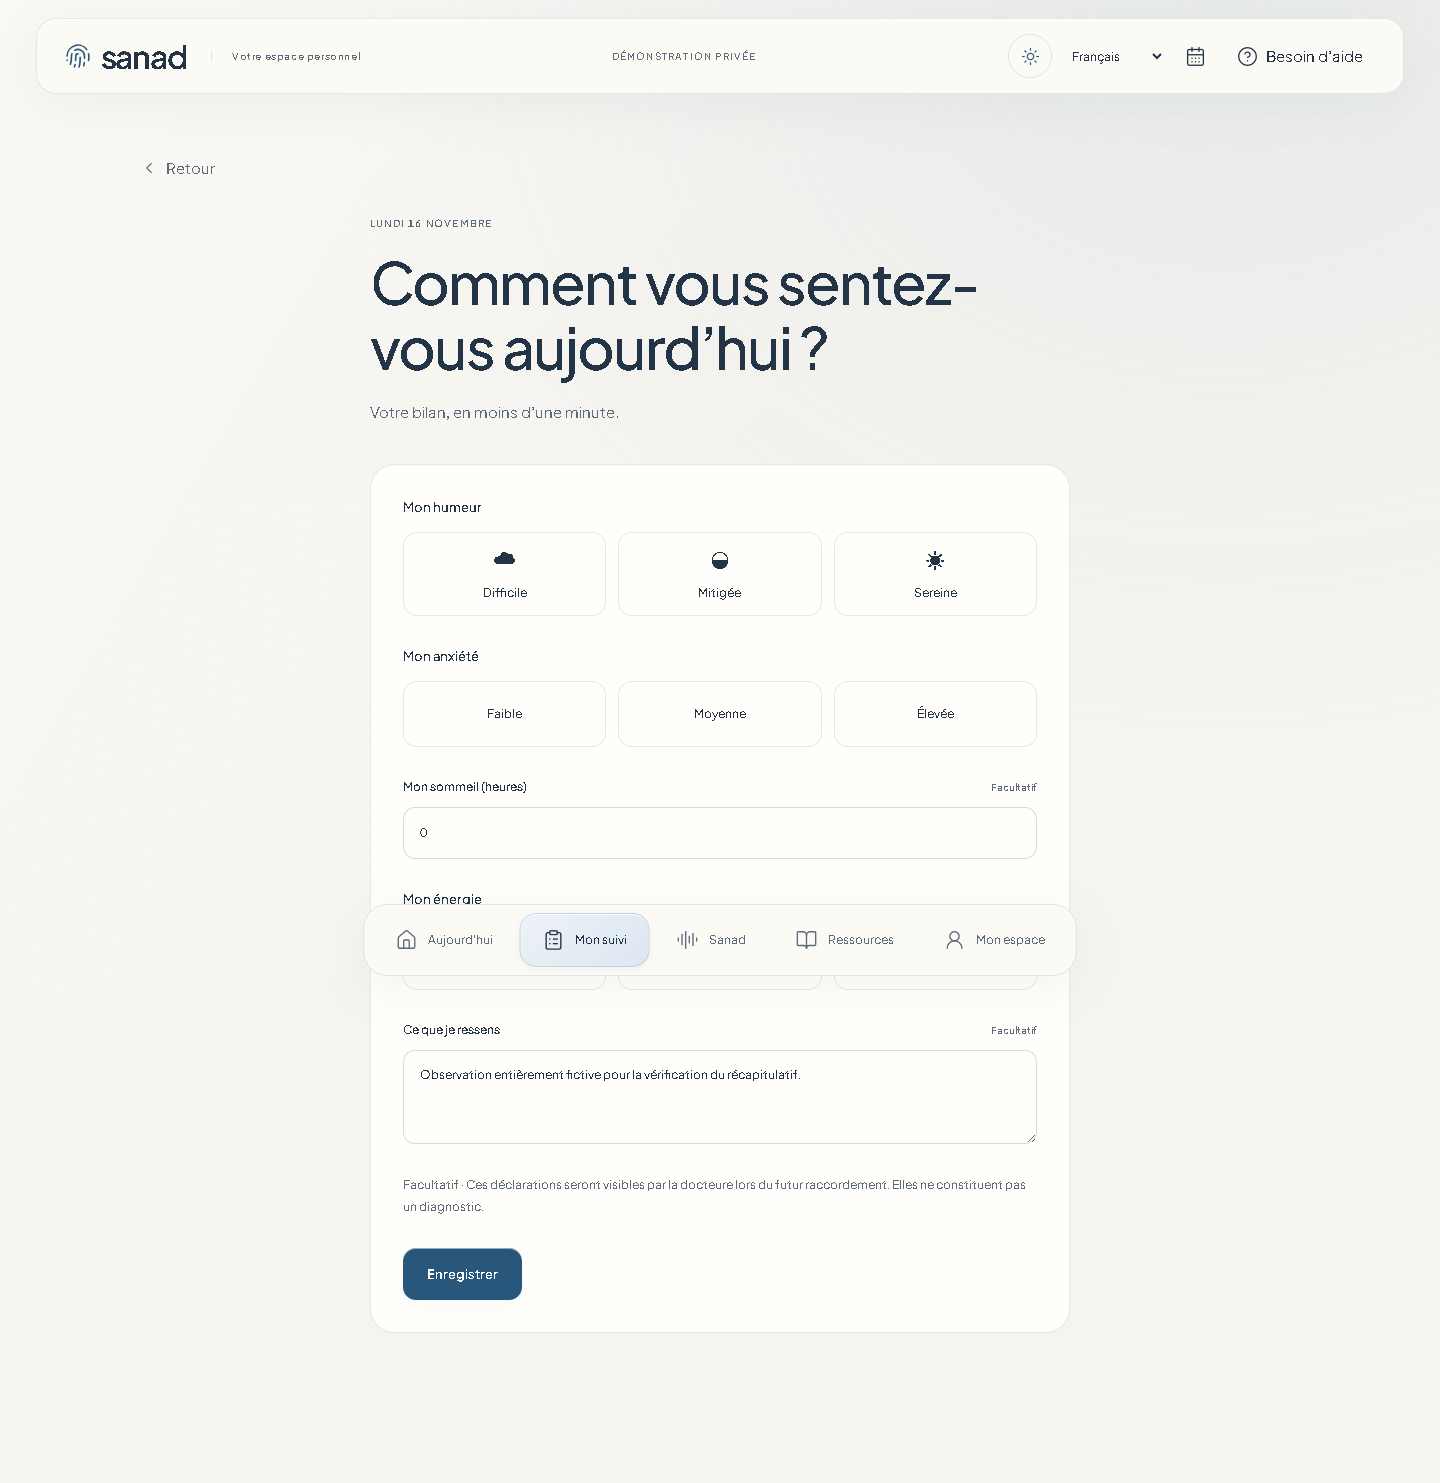 sanad
Votre espace personnel
DÉMONSTRATION PRIVÉE
Français
Besoin d’aide
Retour
LUNDI 16 NOVEMBRE
Comment vous sentez-
vous aujourd’hui ?
Votre bilan, en moins d’une minute.
Mon humeur
Difficile
Mitigée
Sereine
Mon anxiété
Faible
Moyenne
Élevée
Mon sommeil (heures)
Facultatif
0
Mon énergie
Aujourd'hui
Mon suivi
Sanad
Ressources
Mon espace
Ce que je ressens
Facultatif
Observation entièrement fictive pour la vérification du récapitulatif.
Facultatif · Ces déclarations seront visibles par la docteure lors du futur raccordement. Elles ne constituent pas
un diagnostic.
Enregistrer